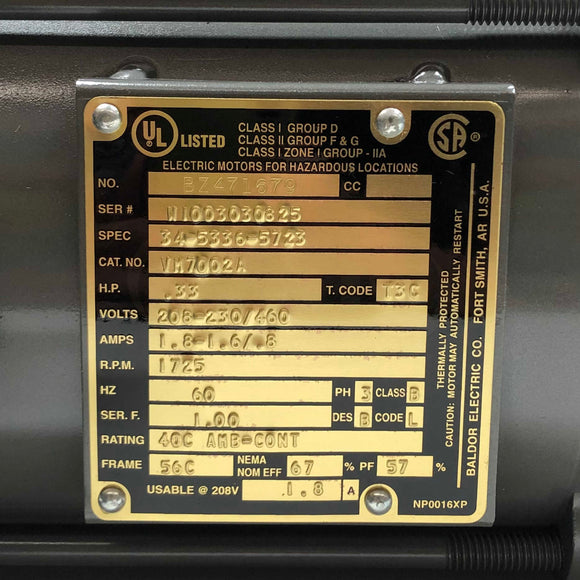 UL LISTED
CLASS I GROUP D
CLASS II GROUP F & G
CLASS I ZONE I GROUP - IIA
SA
ELECTRIC MOTORS FOR HAZARDOUS LOCATIONS
NO. BZ471679 CC
SER # W1003030825
SPEC 34-5336-5723
CAT. NO. VM7002A
H.P. .33 T. CODE T3C
VOLTS 208-230/460
AMPS 1.8-1.6/.8
R.P.M. 1725
HZ 60 PH 3 CLASS B
SER. F. 1.00 DES B CODE L
RATING 40C AMB-CONT
FRAME 56C NEMA NOM EFF 67 % PF 57 %
USABLE @ 208V 1.8 A
NP0016XP
THERMALLY PROTECTED
CAUTION: MOTOR MAY AUTOMATICALLY RESTART
BALDOR ELECTRIC CO. FORT SMITH, AR U.S.A.